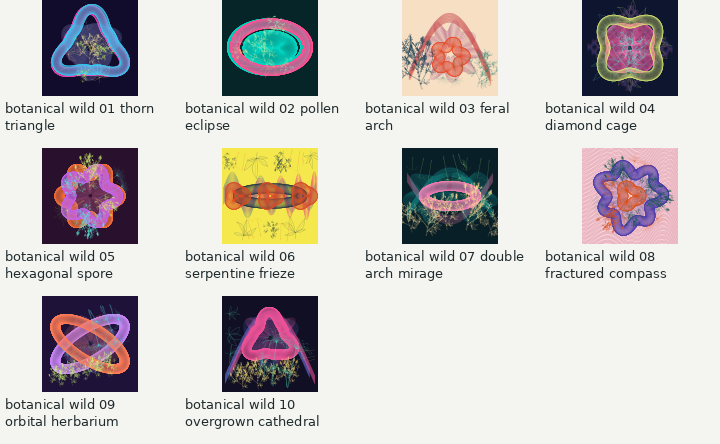 botanical wild 01 thorn
triangle
botanical wild 02 pollen
eclipse
botanical wild 03 feral
arch
botanical wild 04
diamond cage
botanical wild 05
hexagonal spore
botanical wild 06
serpentine frieze
botanical wild 07 double
arch mirage
botanical wild 08
fractured compass
botanical wild 09
orbital herbarium
botanical wild 10
overgrown cathedral